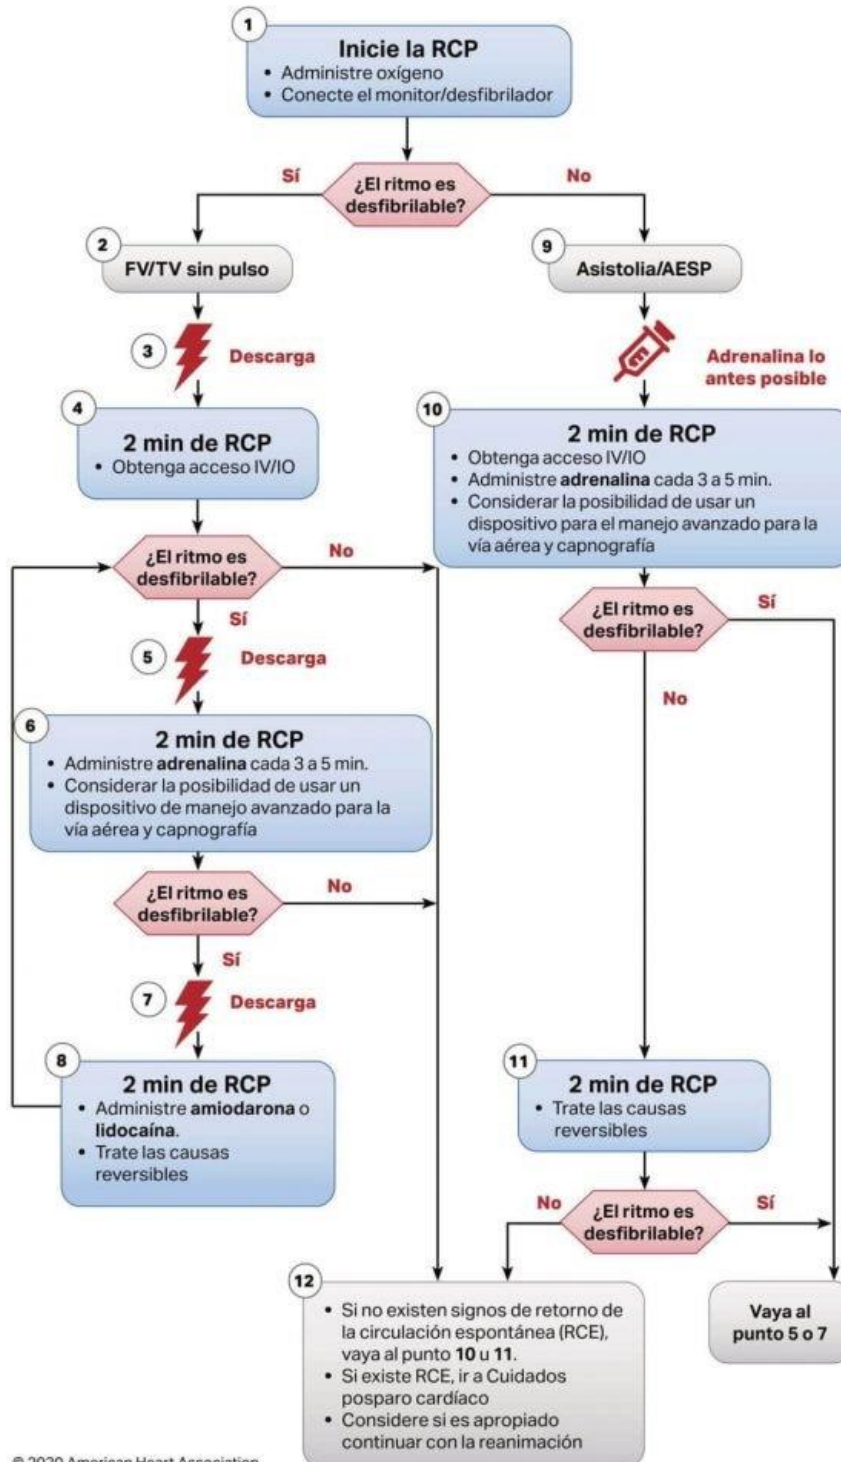 1
Inicie la RCP
• Administre oxígeno
• Conecte el monitor/desfibrilador
¿El ritmo es
desfibrilable?
Sí
No
2
FV/TV sin pulso
9
Asistolia/AESP
3
Descarga
Adrenalina lo
antes posible
4
2 min de RCP
• Obtenga acceso IV/IO
10
2 min de RCP
• Obtenga acceso IV/IO
• Administre adrenalina cada 3 a 5 min.
• Considerar la posibilidad de usar un
dispositivo para el manejo avanzado para la
vía aérea y capnografía
¿El ritmo es
desfibrilable?
No
Sí
¿El ritmo es
desfibrilable?
Sí
No
5
Descarga
6
2 min de RCP
• Administre adrenalina cada 3 a 5 min.
• Considerar la posibilidad de usar un
dispositivo de manejo avanzado para la
vía aérea y capnografía
¿El ritmo es
desfibrilable?
No
Sí
7
Descarga
8
2 min de RCP
• Administre amiodarona o
lidocaína.
• Trate las causas
reversibles
11
2 min de RCP
• Trate las causas
reversibles
¿El ritmo es
desfibrilable?
No
Sí
12
• Si no existen signos de retorno de
la circulación espontánea (RCE),
vaya al punto 10 u 11.
• Si existe RCE, ir a Cuidados
posparo cardíaco
• Considere si es apropiado
continuar con la reanimación
Vaya al
punto 5 o 7
© 2020 American Heart Association